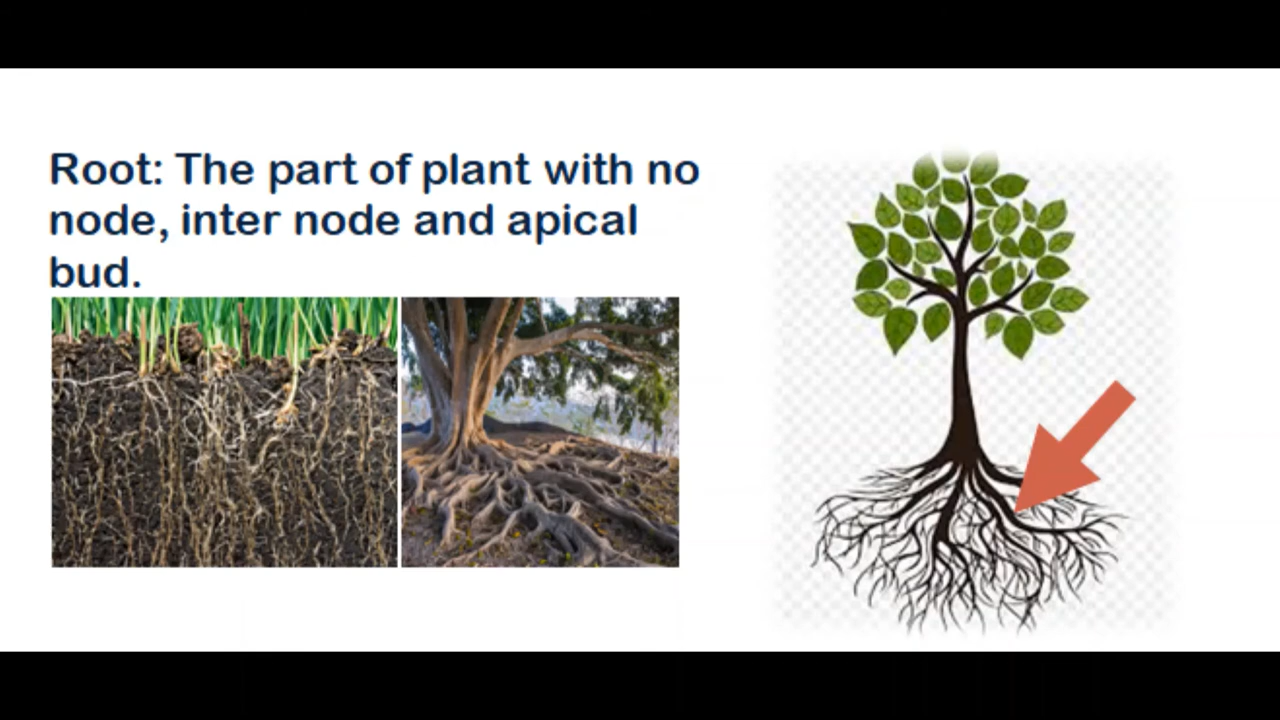 Root: The part of plant with no
node, inter node and apical
bud.